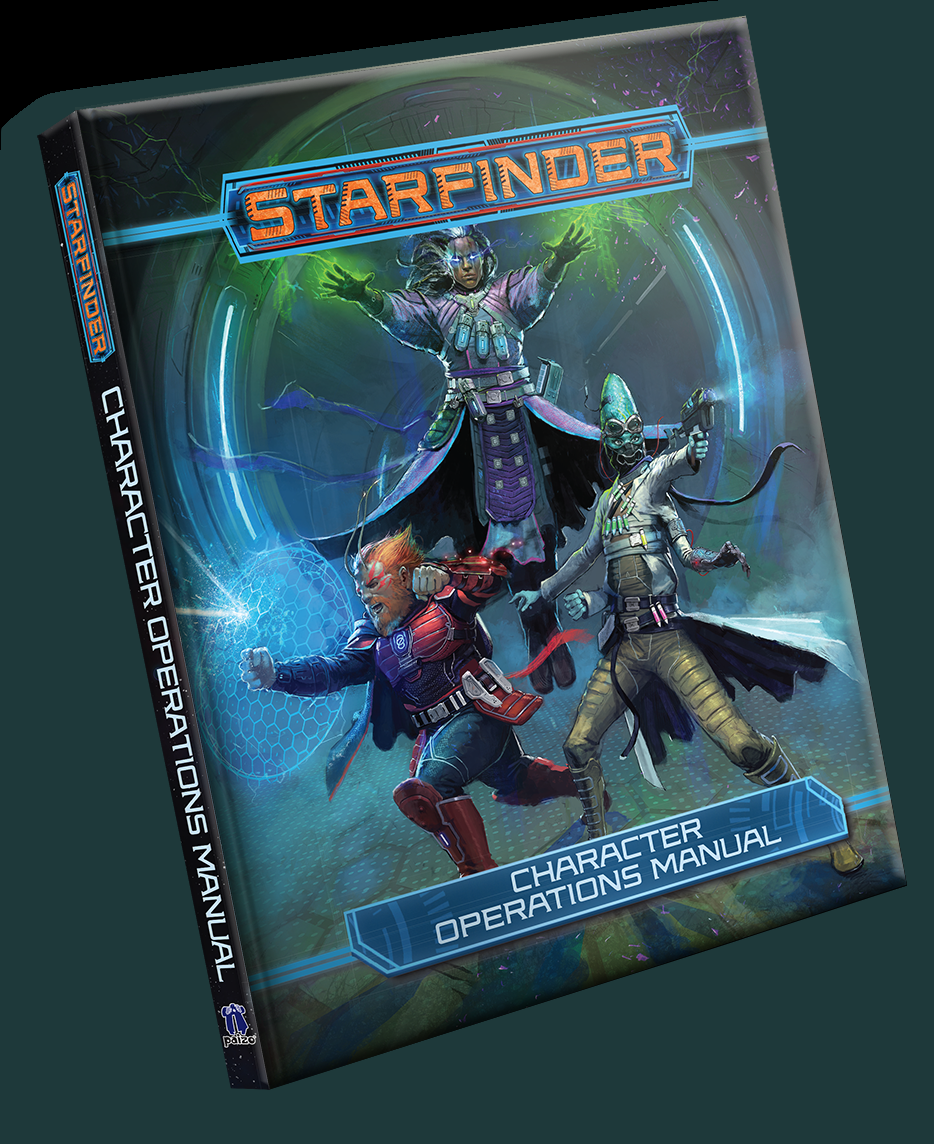 STARFINDER
CHARACTER
OPERATIONS MANUAL
STARFINDER
CHARACTER OPERATIONS MANUAL
paizo